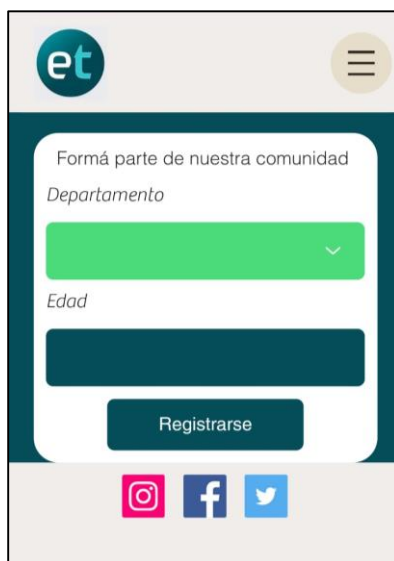 et
Formá parte de nuestra comunidad
Departamento
Edad
Registrarse